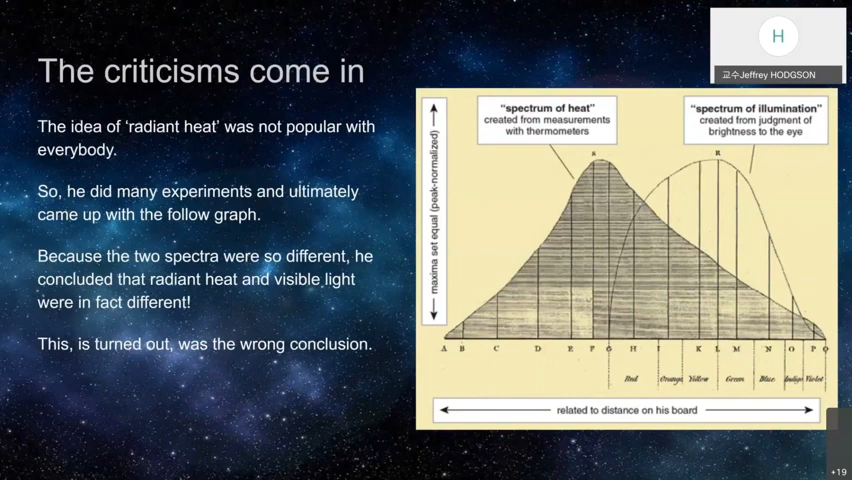 The criticisms come in
The idea of ‘radiant heat’ was not popular with
everybody.
So, he did many experiments and ultimately
came up with the follow graph.
Because the two spectra were so different, he
concluded that radiant heat and visible light
were in fact different!
This, is turned out, was the wrong conclusion.
H
교수Jeffrey HODGSON
“spectrum of heat”
created from measurements
with thermometers
“spectrum of illumination”
created from judgment of
brightness to the eye
maxima set equal (peak-normalized)
S R
A B C D E F G H I K L M N O P Q
Red Orange Yellow Green Blue Indigo Violet
related to distance on his board
+19